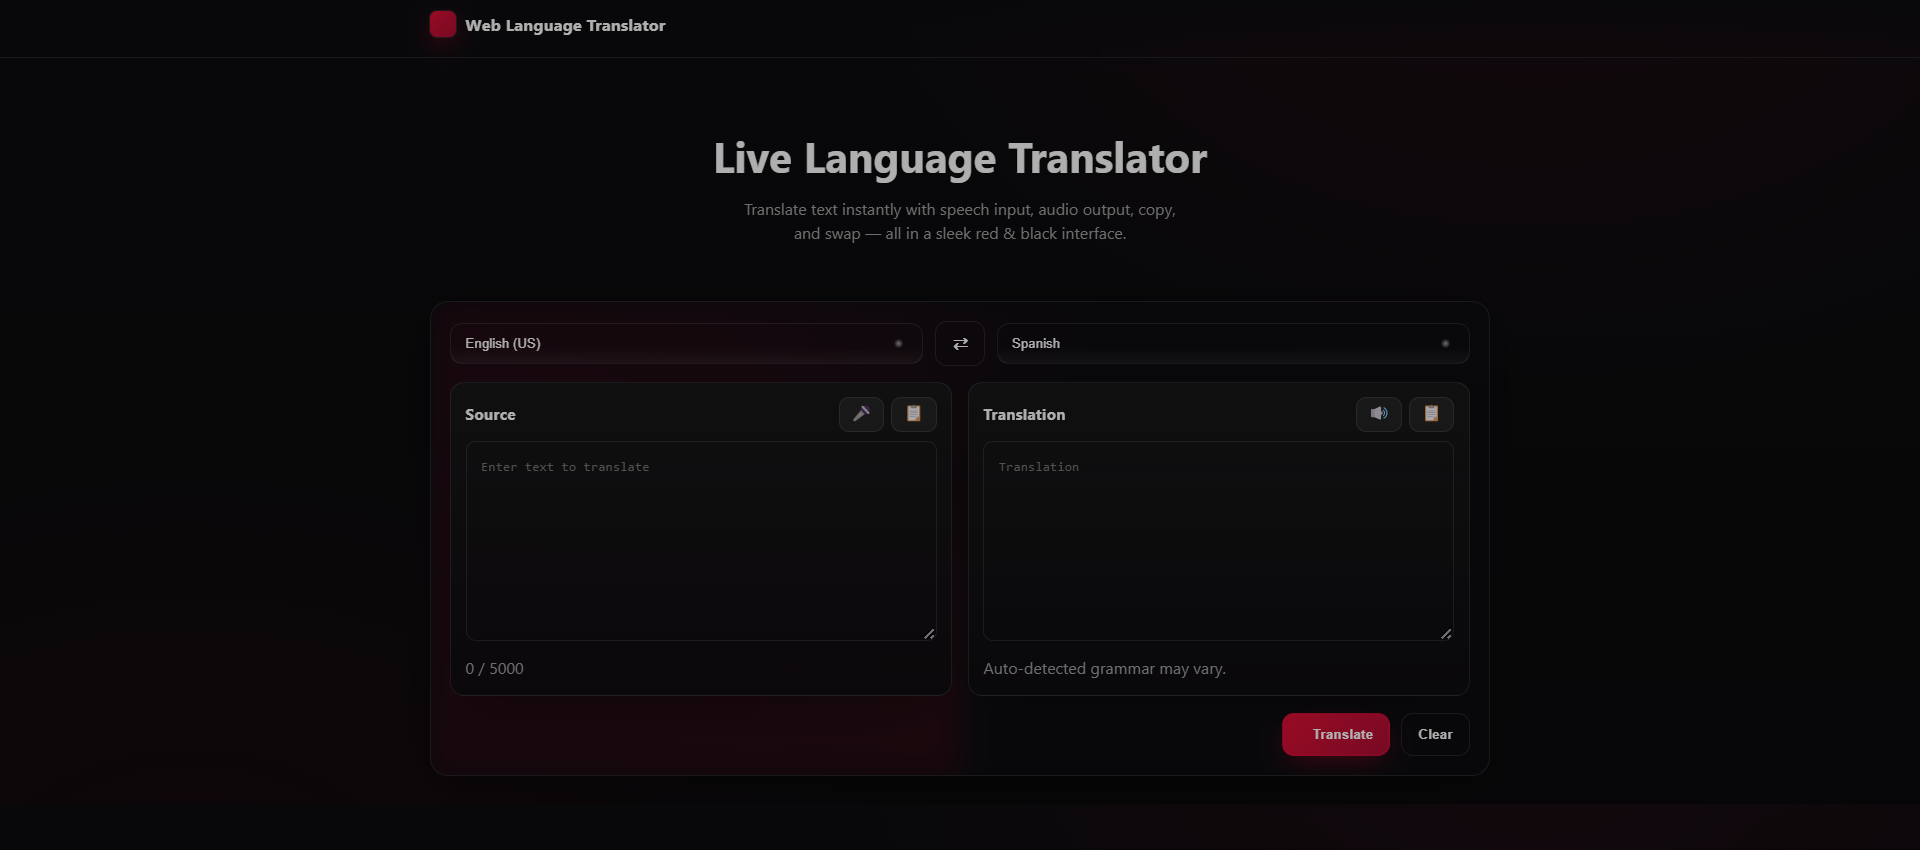 Web Language Translator
Live Language Translator
Translate text instantly with speech input, audio output, copy,
and swap — all in a sleek red & black interface.
English (US)
Spanish
Source
Translation
Enter text to translate
Translation
0 / 5000
Auto-detected grammar may vary.
Translate
Clear